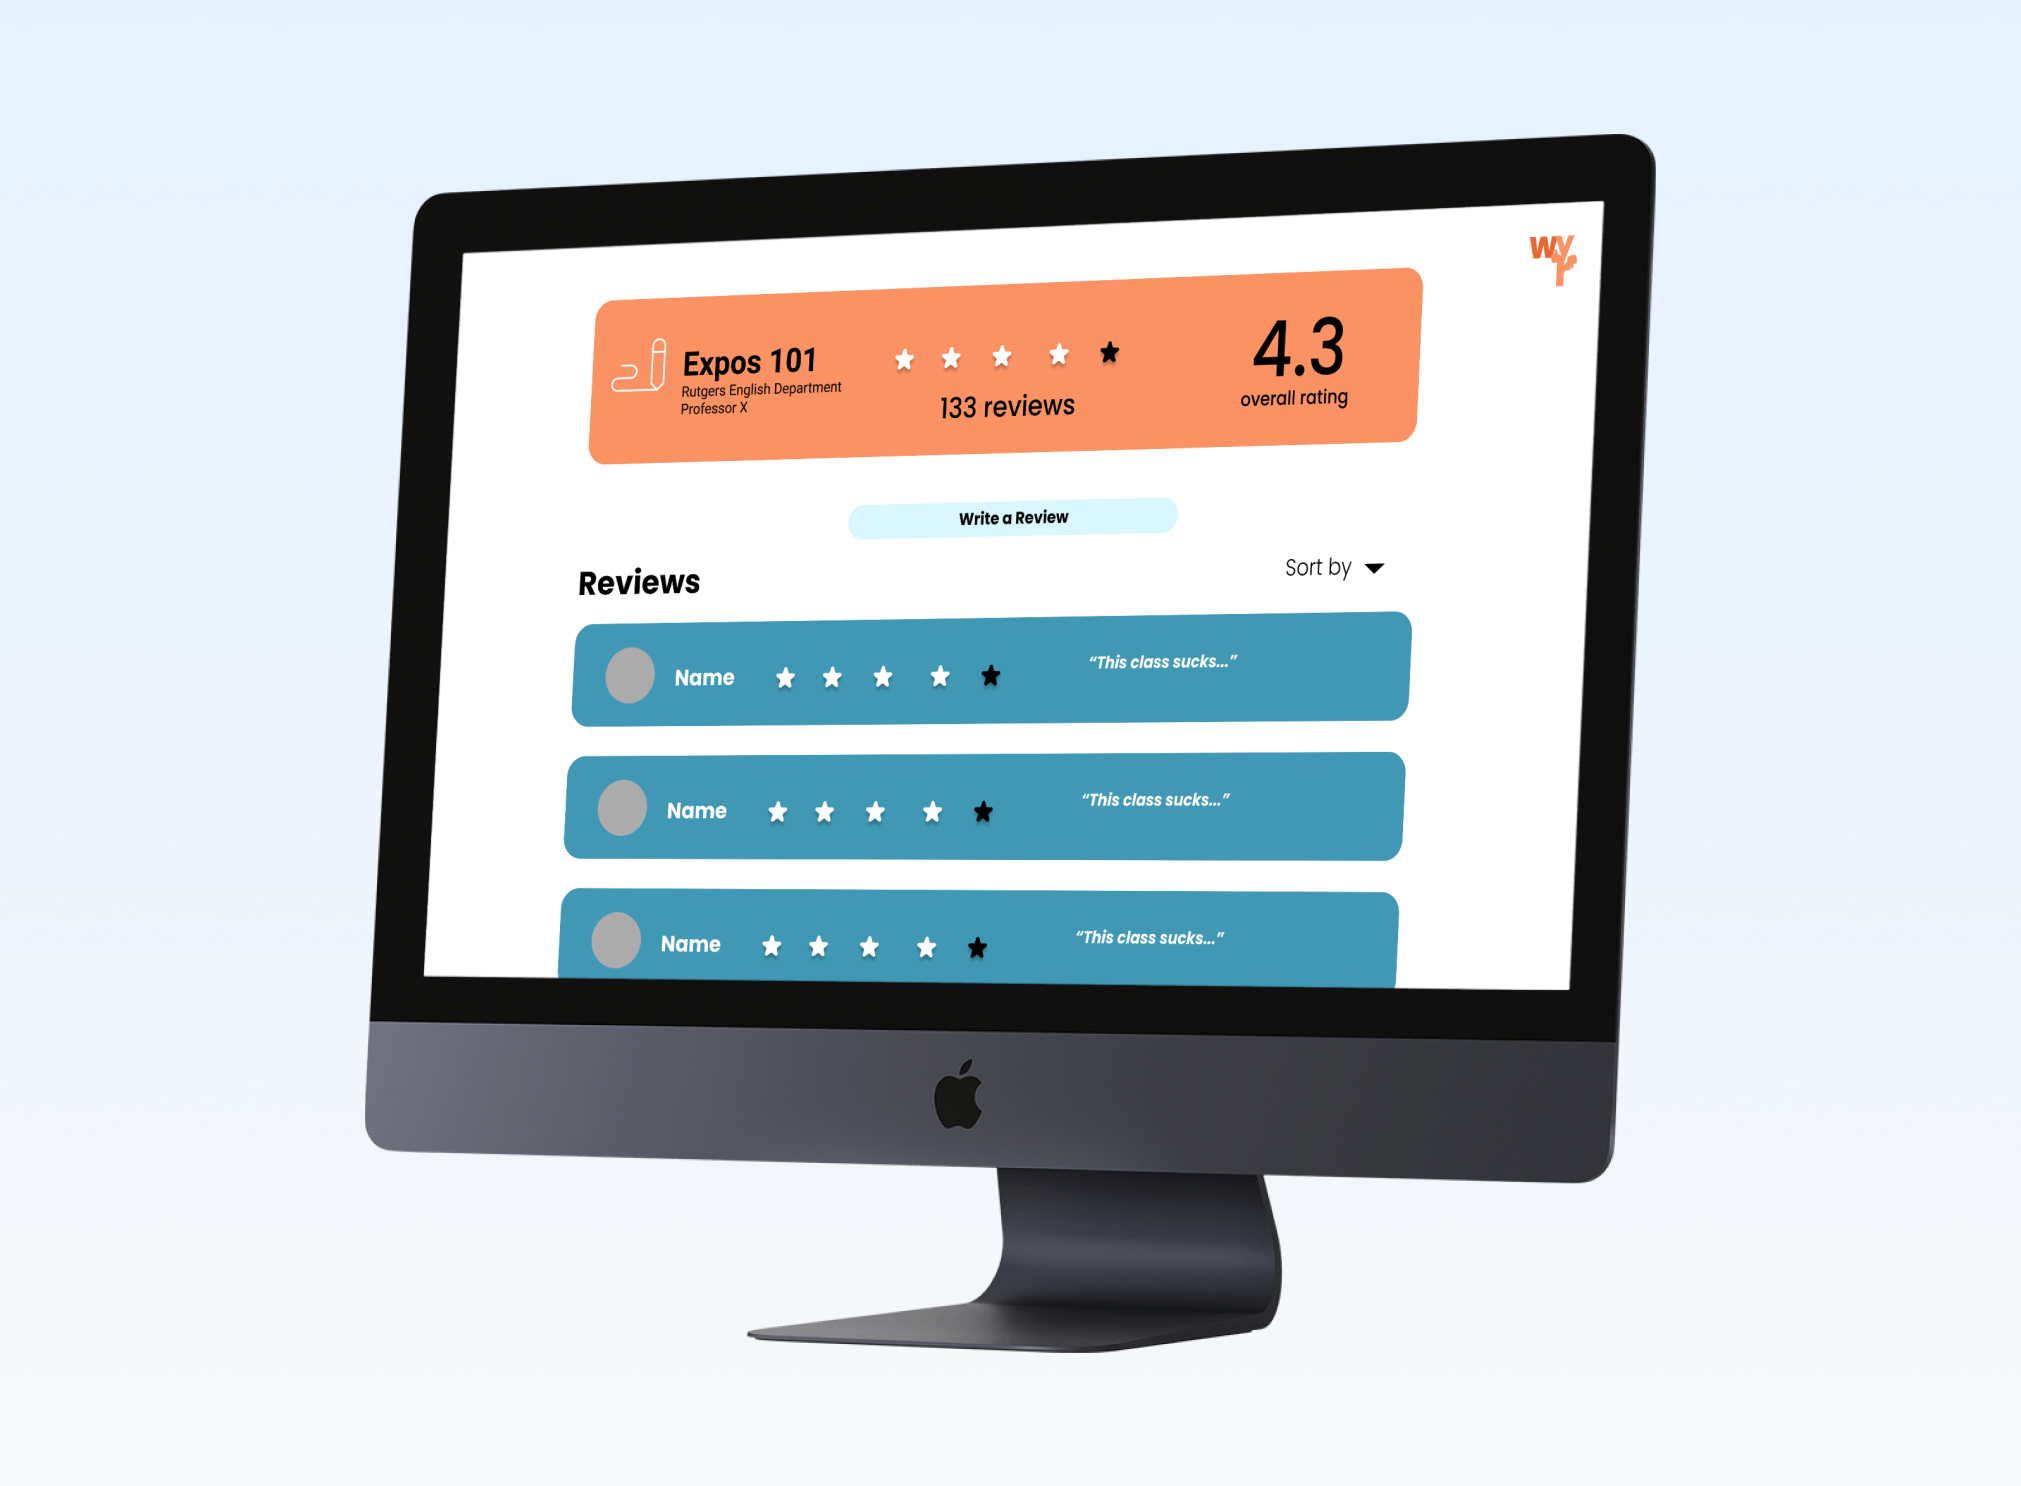 wyr
Expos 101
Rutgers English Department
Professor X
133 reviews
4.3
overall rating
Write a Review
Reviews
Sort by
Name
“This class sucks...”
Name
“This class sucks...”
Name
“This class sucks...”